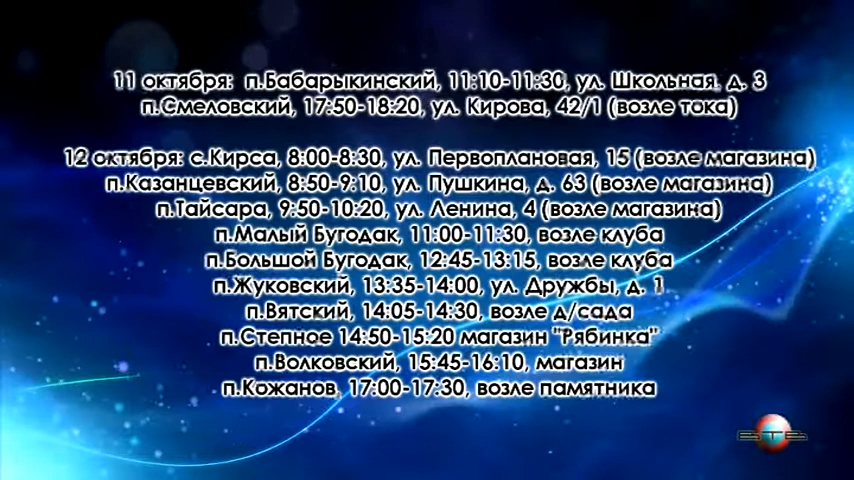 11 октября: п.Бабарыкинский, 11:10-11:30, ул. Школьная, д. 3
п.Смеловский, 17:50-18:20, ул. Кирова, 42/1 (возле тока)
12 октября: с.Кирса, 8:00-8:30, ул. Первоплановая, 15 (возле магазина)
п.Казанцевский, 8:50-9:10, ул. Пушкина, д. 63 (возле магазина)
п.Тайсара, 9:50-10:20, ул. Ленина, 4 (возле магазина)
п.Малый Бугодак, 11:00-11:30, возле клуба
п.Большой Бугодак, 12:45-13:15, возле клуба
п.Жуковский, 13:35-14:00, ул. Дружбы, д. 1
п.Вятский, 14:05-14:30, возле д/сада
п.Степное 14:50-15:20 магазин "Рябинка"
п.Волковский, 15:45-16:10, магазин
п.Кожанов, 17:00-17:30, возле памятника